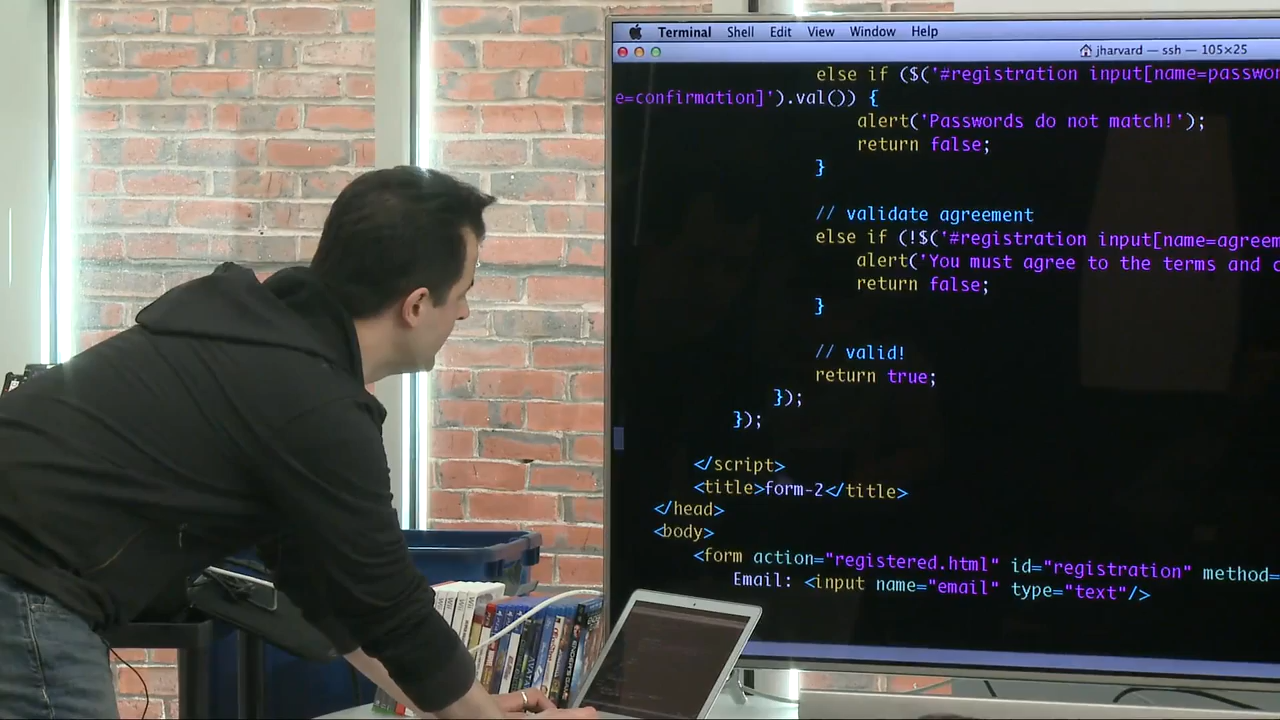 Terminal Shell Edit View Window Help
jharvard — ssh — 105×25
else if ($('#registration input[name=passwor
e=confirmation]').val()) {
alert('Passwords do not match!');
return false;
}
// validate agreement
else if (!$('#registration input[name=agreem
alert('You must agree to the terms and c
return false;
}
// valid!
return true;
});
});
</script>
<title>form-2</title>
</head>
<body>
<form action="registered.html" id="registration" method=
Email: <input name="email" type="text"/>